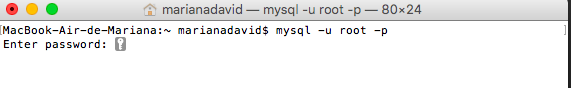 marianadavid — mysql -u root -p — 80×24
[MacBook-Air-de-Mariana:~ marianadavid$ mysql -u root -p ]
Enter password: